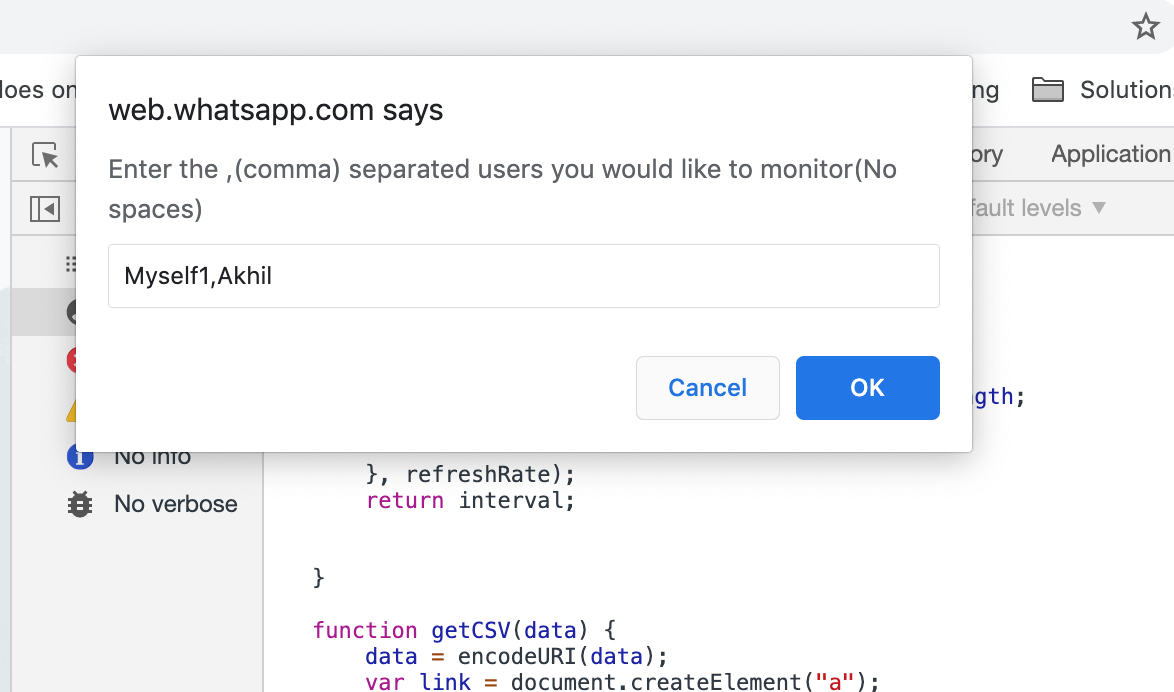 loes on
ng
Solution
web.whatsapp.com says
Enter the ,(comma) separated users you would like to monitor(No
spaces)
Myself1,Akhil
Cancel
OK
ory
Application
fault levels ▼
gth;
No info
No verbose
}, refreshRate);
return interval;
}
function getCSV(data) {
data = encodeURI(data);
var link = document.createElement("a");